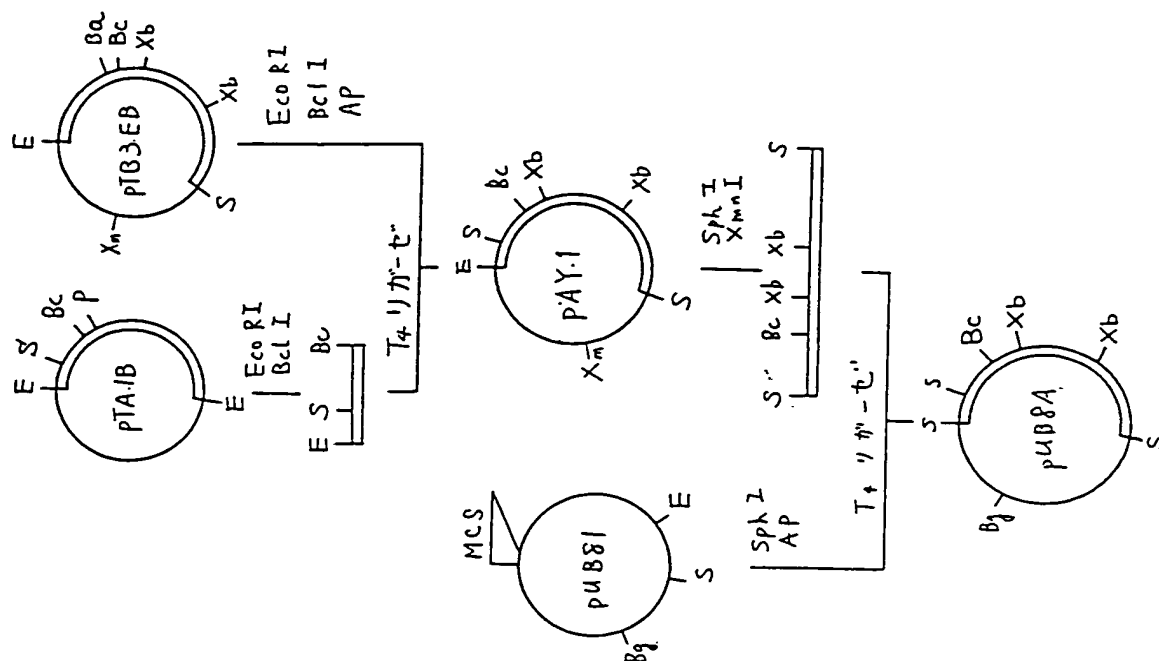 E
S
Bc
P
pTA·1B
E
EcoRI
BclI
E
S
Bc
E
Ba
Bc
Xb
Xb
pTB3·EB
Xn
S
EcoRI
BclI
AP
T4 リガーゼ
E
S
Bc
Xb
Xb
pAY·1
Xm
S
SphI
XmnI
S
Bc
Xb
Xb
S
MCS
pUB81
E
S
Bg
SphI
AP
T4 リガーゼ
S
S
Bc
Xb
Xb
pUB8A
Bg
S